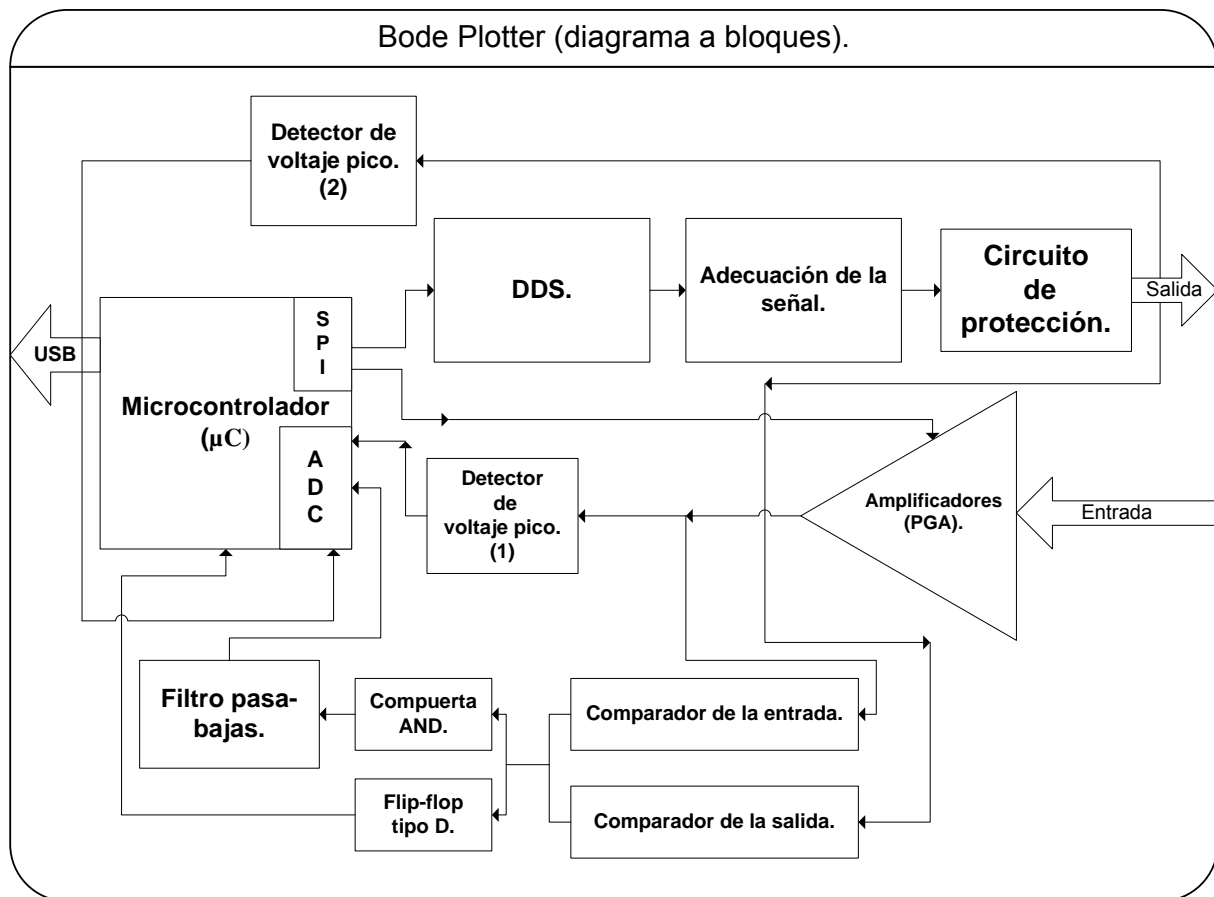 Bode Plotter (diagrama a bloques).
Detector de
voltaje pico.
(2)
DDS.
Adecuación de la
señal.
Circuito
de
protección.
Salida
USB
S
P
I
Microcontrolador
(µC)
A
D
C
Detector
de
voltaje pico.
(1)
Amplificadores
(PGA).
Entrada
Filtro pasa-
bajas.
Compuerta
AND.
Comparador de la entrada.
Flip-flop
tipo D.
Comparador de la salida.